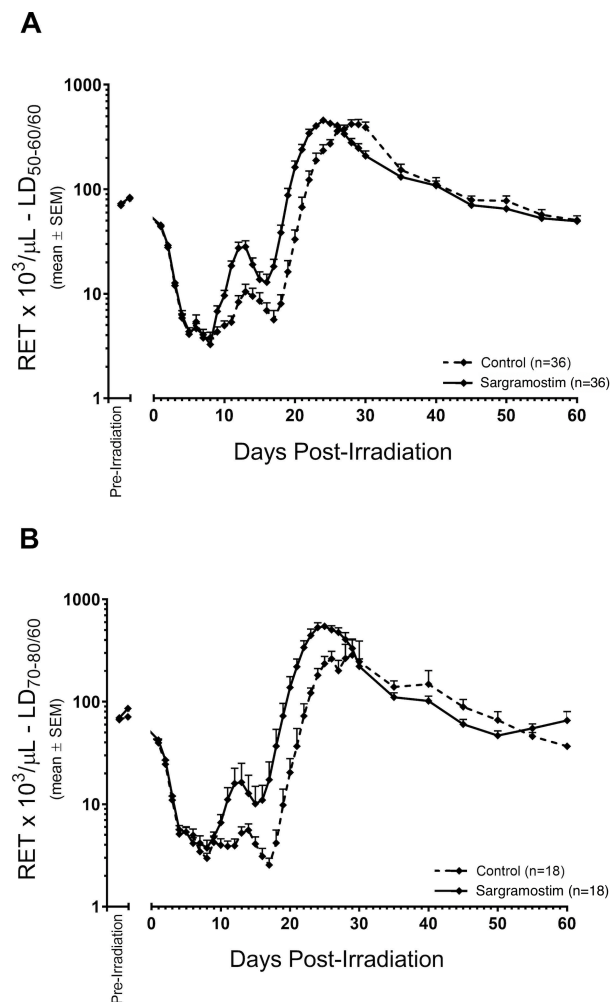 A
RET x 10³/µL - LD₅₀₋₆₀/₆₀
(mean ± SEM)
1000
100
10
1
Control (n=36)
Sargramostim (n=36)
Pre-Irradiation
0 10 20 30 40 50 60
Days Post-Irradiation
B
RET x 10³/µL - LD₇₀₋₈₀/₆₀
(mean ± SEM)
1000
100
10
1
Control (n=18)
Sargramostim (n=18)
Pre-Irradiation
0 10 20 30 40 50 60
Days Post-Irradiation